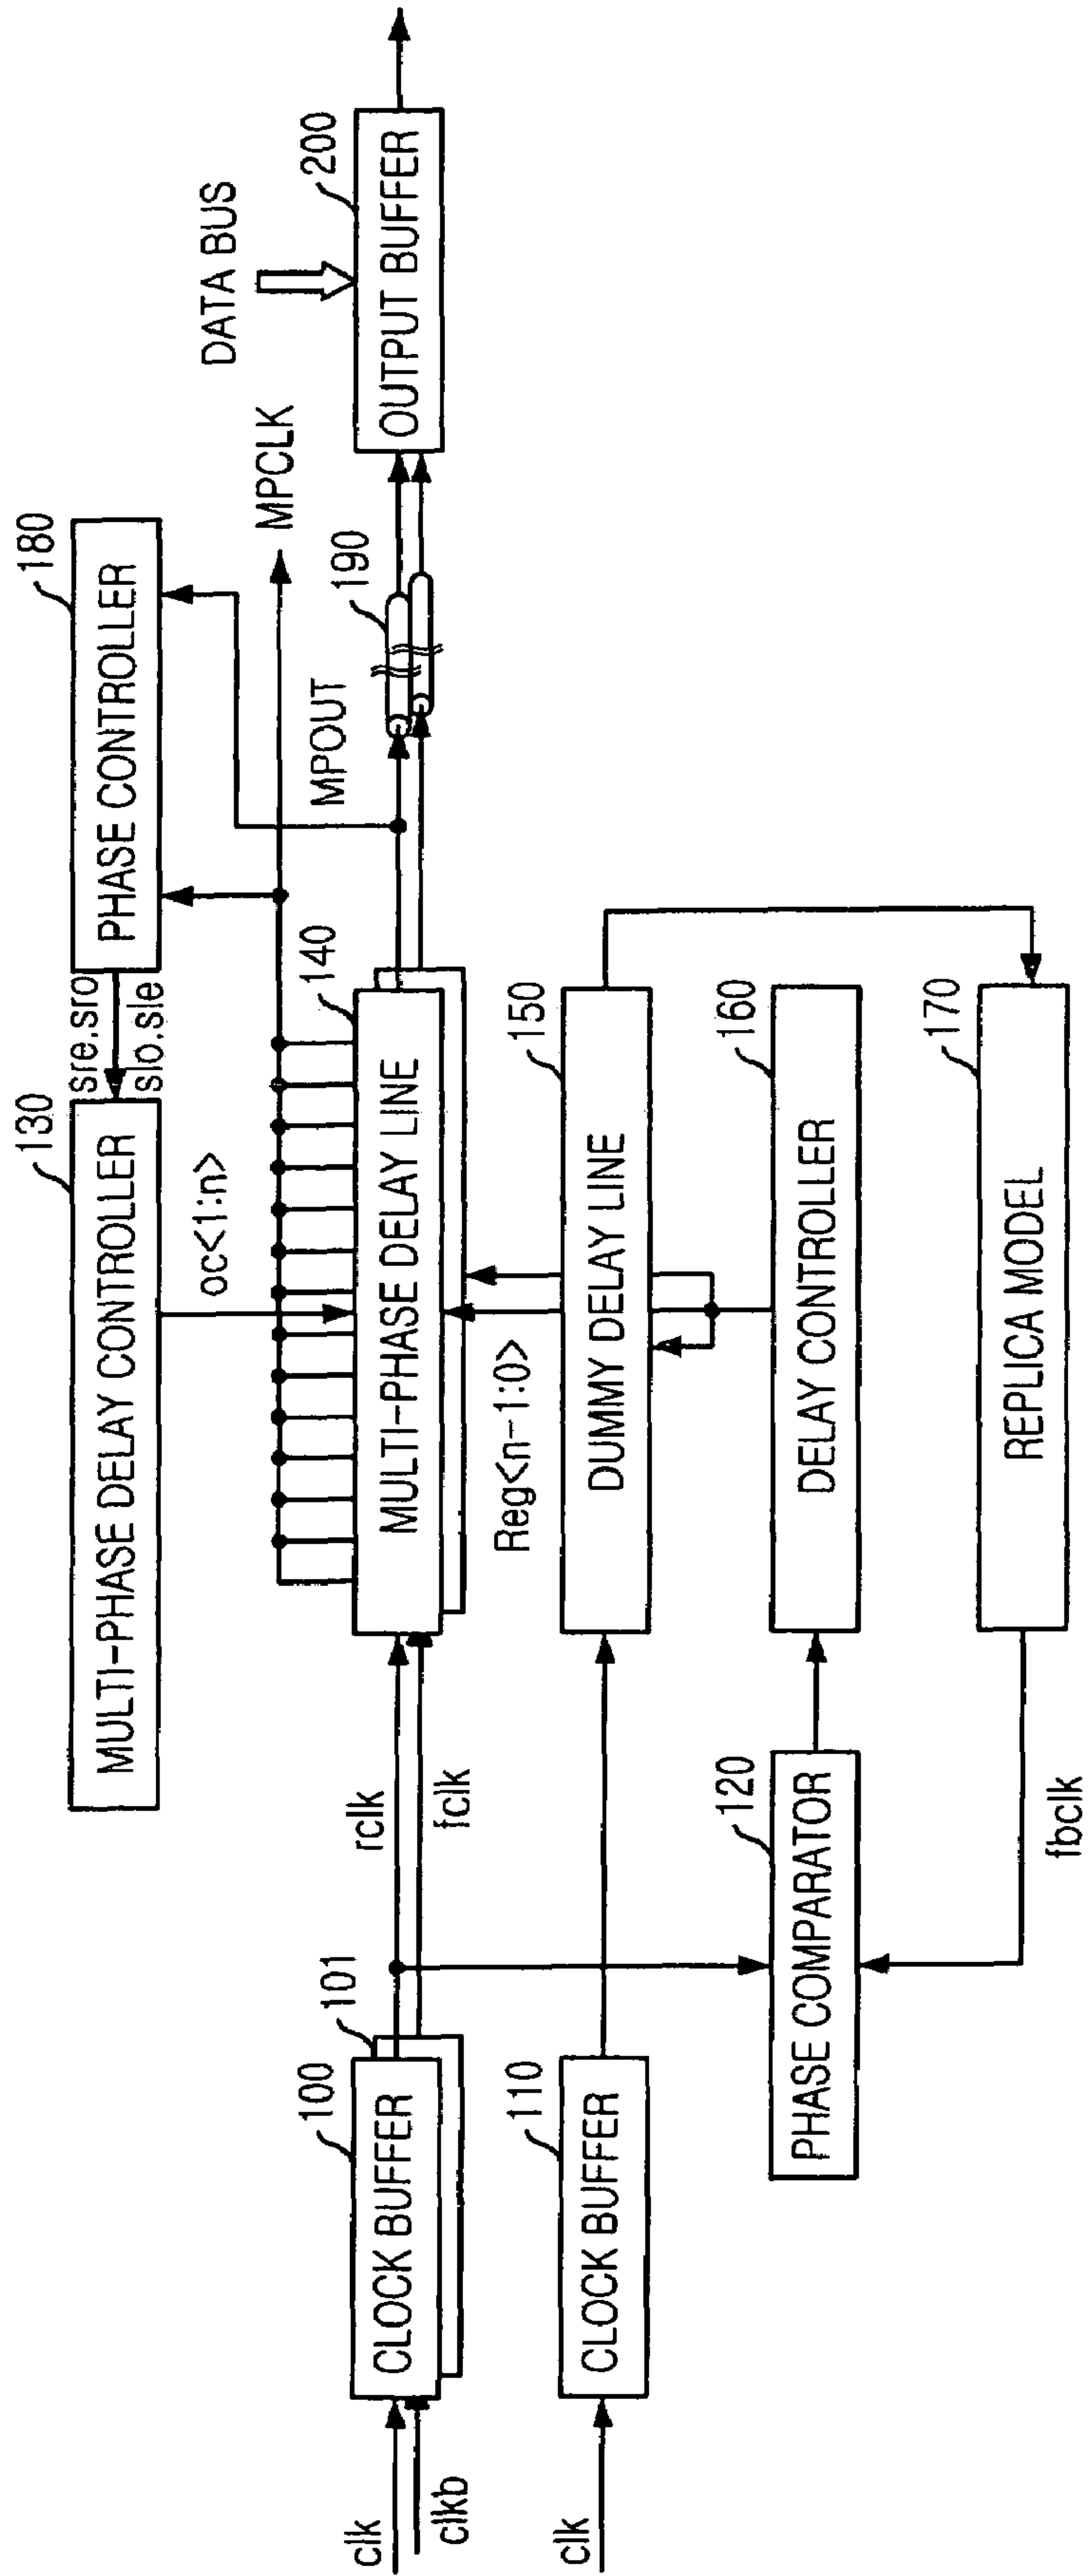 130
MULTI-PHASE DELAY CONTROLLER
sre.sro
slo.sle
180
PHASE CONTROLLER
oc<1:n>
MPCLK
DATA BUS
clk
clkb
100
101
CLOCK BUFFER
rclk
fclk
140
MULTI-PHASE DELAY LINE
MPOUT
190
200
OUTPUT BUFFER
Reg<n-1:0>
clk
110
CLOCK BUFFER
150
DUMMY DELAY LINE
120
PHASE COMPARATOR
160
DELAY CONTROLLER
170
REPLICA MODEL
fbclk